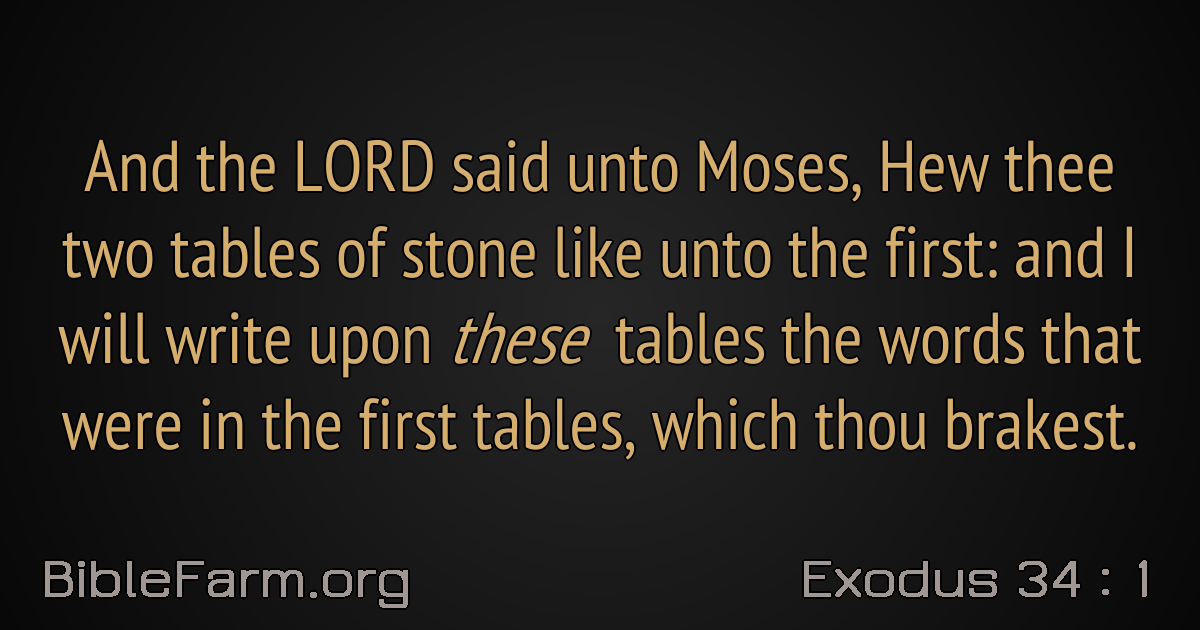 And the LORD said unto Moses, Hew thee
two tables of stone like unto the first: and I
will write upon these tables the words that
were in the first tables, which thou brakest.
BibleFarm.org
Exodus 34 : 1